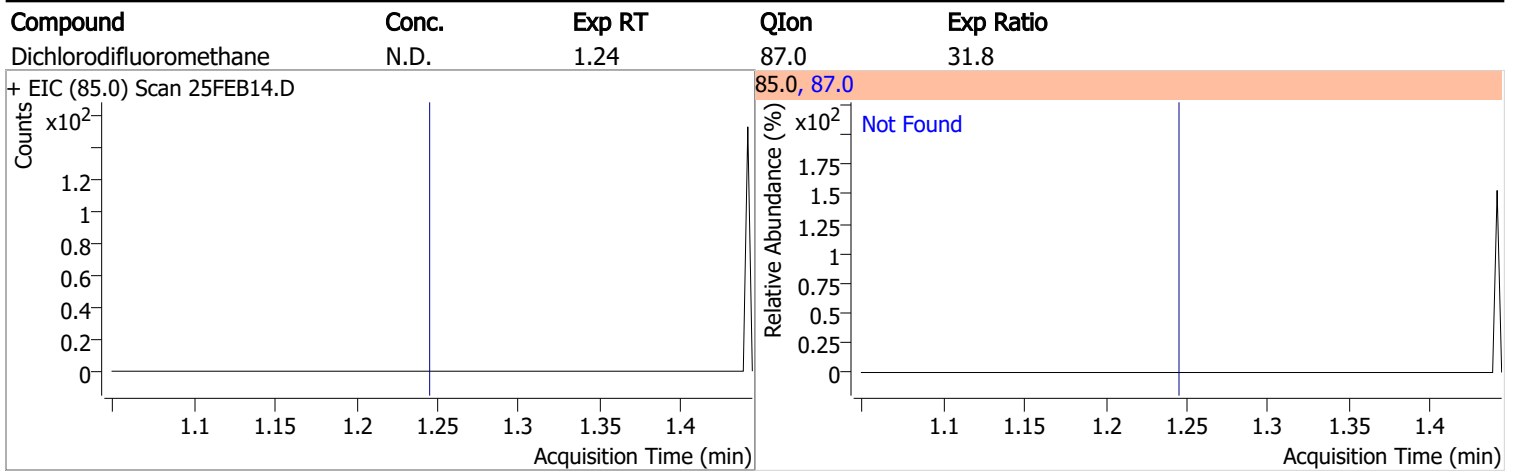 Compound Conc. Exp RT QIon Exp Ratio
Dichlorodifluoromethane N.D. 1.24 87.0 31.8
+ EIC (85.0) Scan 25FEB14.D
Counts
x10²
1.2
1
0.8
0.6
0.4
0.2
0
1.1 1.15 1.2 1.25 1.3 1.35 1.4
Acquisition Time (min)
85.0, 87.0
Relative Abundance (%)
x10²
Not Found
1.75
1.5
1.25
1
0.75
0.5
0.25
0
1.1 1.15 1.2 1.25 1.3 1.35 1.4
Acquisition Time (min)